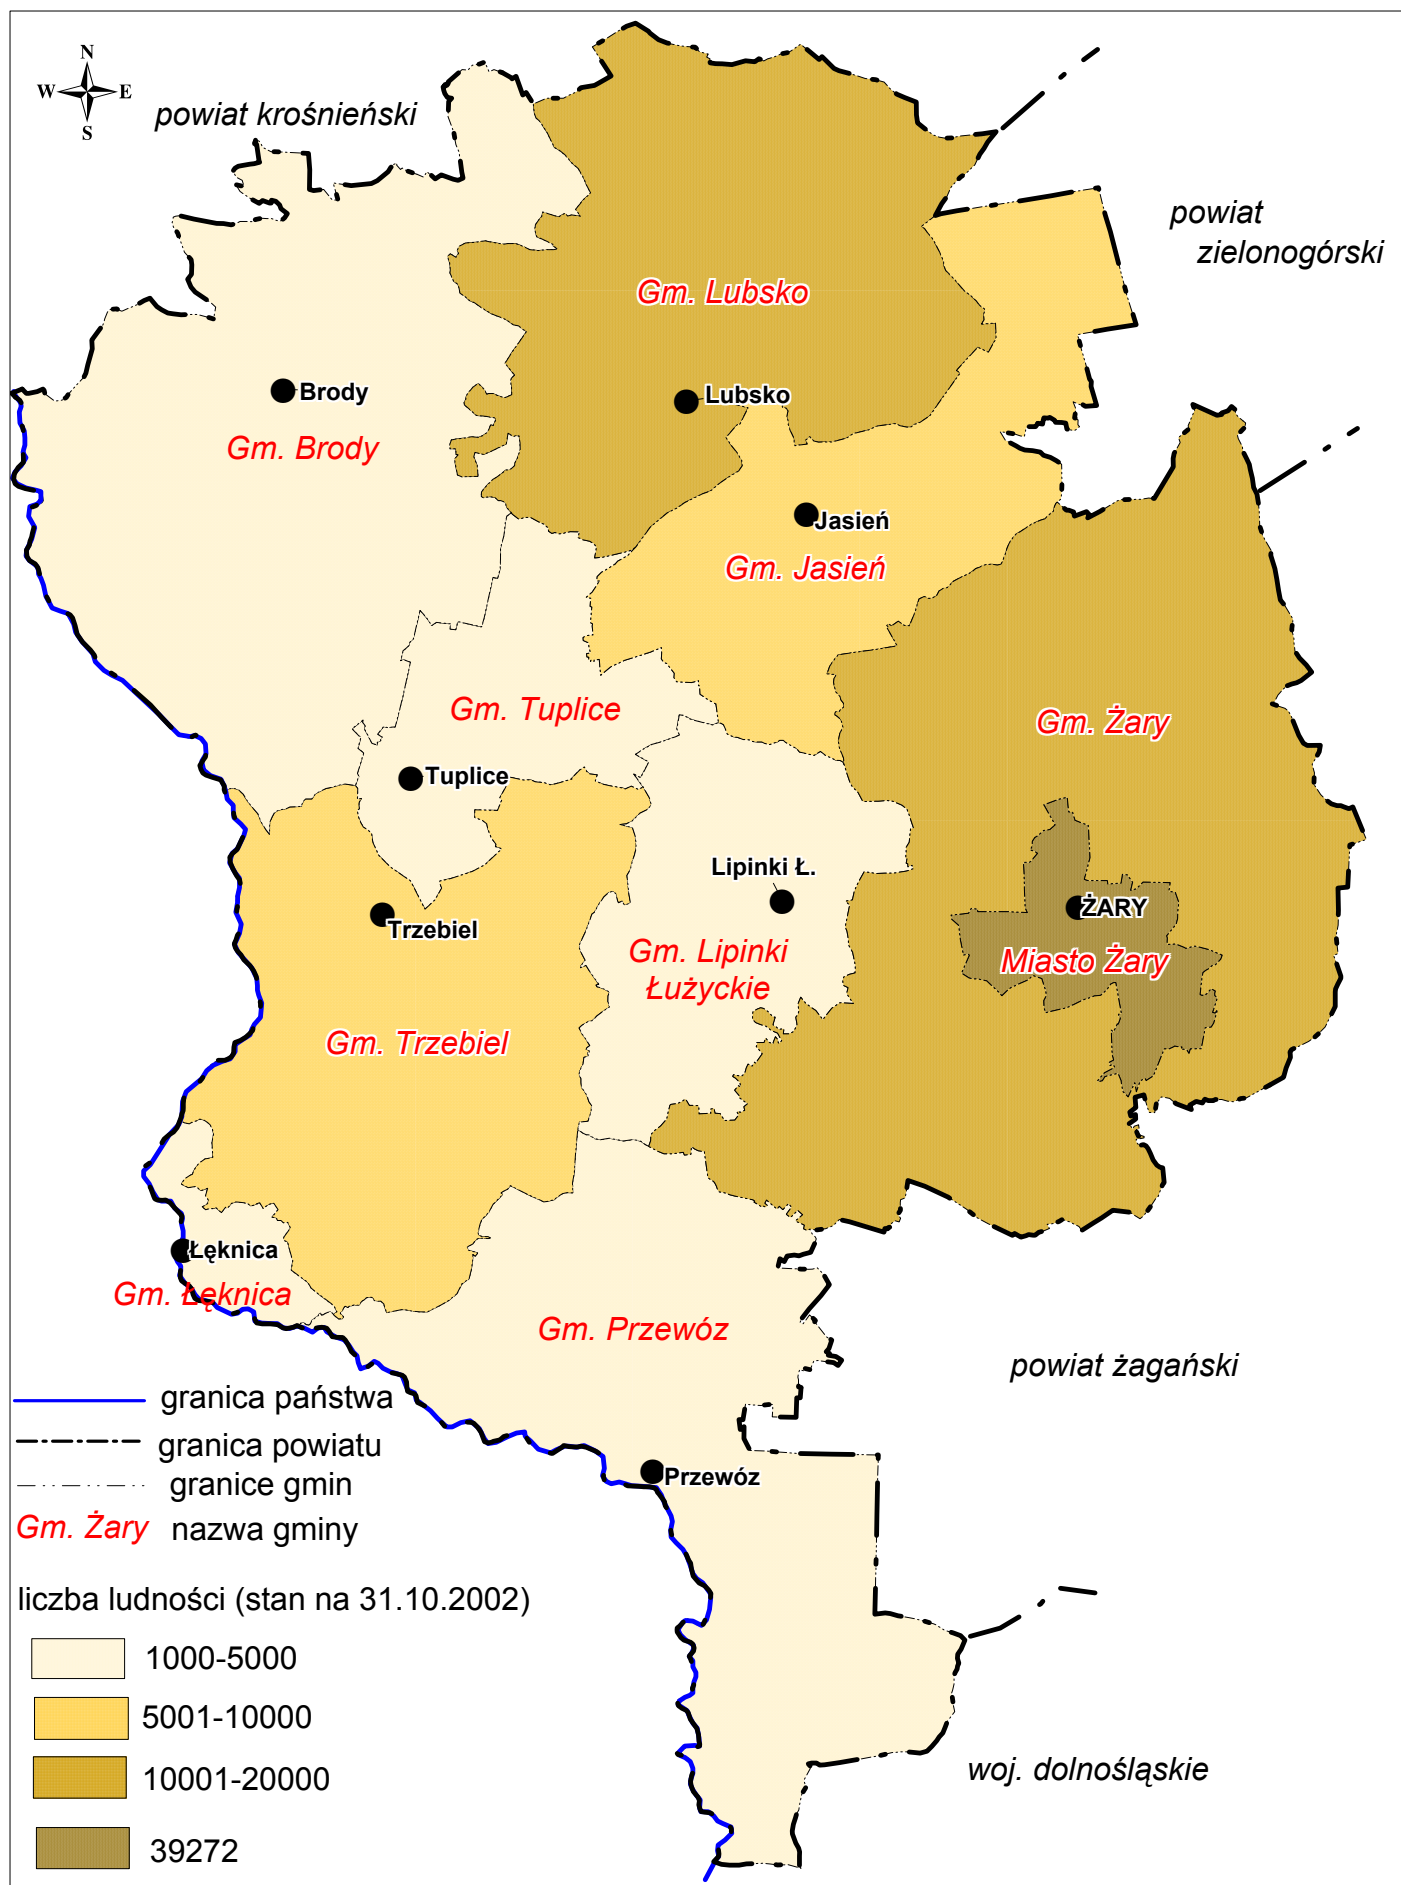 N
W E
S
powiat krośnieński
powiat
zielonogórski
Gm. Lubsko
Brody
Lubsko
Gm. Brody
Jasień
Gm. Jasień
Gm. Tuplice
Gm. Żary
Tuplice
Lipinki Ł.
ŻARY
Trzebiel
Gm. Lipinki
Łużyckie
Miasto Żary
Gm. Trzebiel
Łęknica
Gm. Łęknica
Gm. Przewóz
powiat żagański
granica państwa
granica powiatu
Przewóz
granice gmin
Gm. Żary nazwa gminy
liczba ludności (stan na 31.10.2002)
1000-5000
5001-10000
10001-20000
woj. dolnośląskie
39272